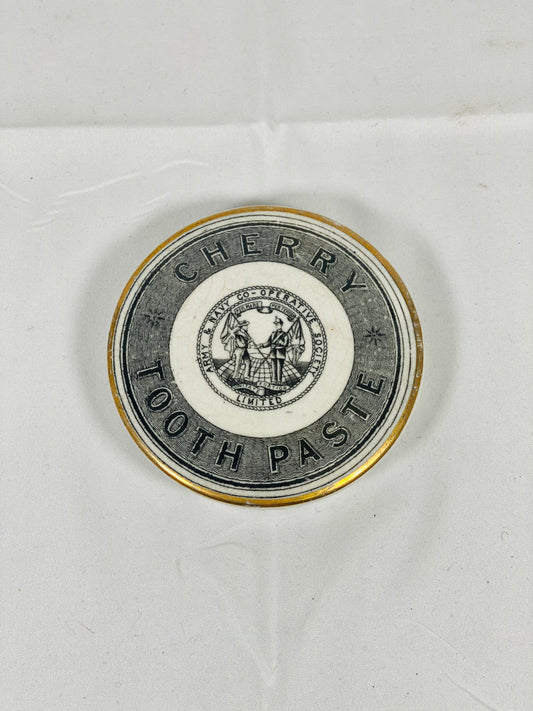 CHERRY
TOOTH PASTE
ARMY & NAVY CO-OPERATIVE SOCIETY
LIMITED